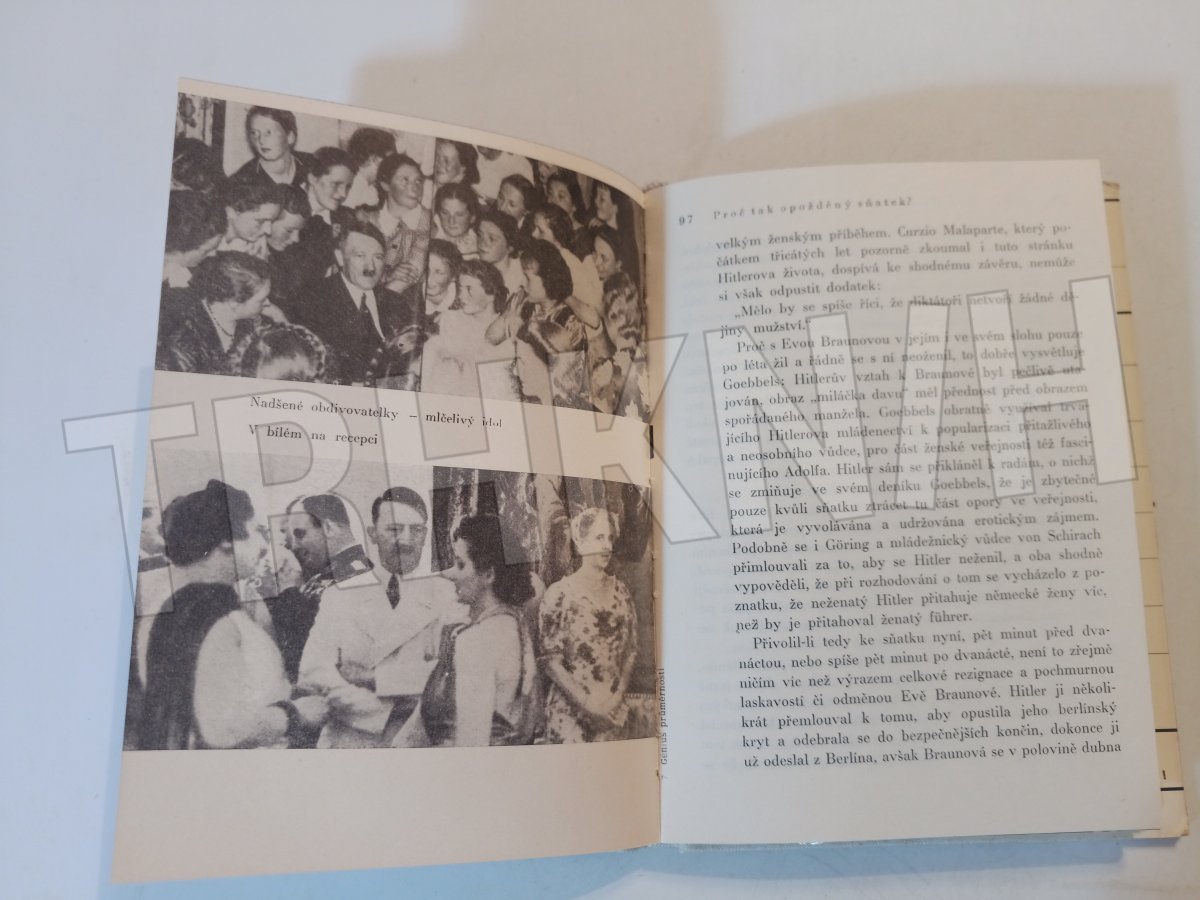 Nadšené obdivovatelky – mlčelivý idol
V bílém na recepci
97 Proč tak opožděný sňatek?
velkým ženským příběhem. Curzio Malaparte, který po-
čátkem třicátých let pozorně zkoumal i tuto stránku
Hitlerova života, dospívá ke shodnému závěru, nemůže
si však odpustit dodatek:
„Mělo by se spíše říci, že diktátoři netvoří žádné dě-
jiny mužství.“
Proč s Evou Braunovou v jejím i ve svém slohu pouze
po léta žil a řádně se s ní neoženil, to dobře vysvětluje
Goebbels: Hitlerův vztah k Braunové byl pečlivě uta-
jován, obraz „miláčka davu“ měl přednost před obrazem
spořádaného manžela. Goebbels obratně využíval trva-
jícího Hitlerova mládenectví k popularizaci přitažlivého
a neosobního vůdce, pro část ženské veřejnosti též fasci-
nujícího Adolfa. Hitler sám se přikláněl k radám, o nichž
se zmiňuje ve svém deníku Goebbels, že je zbytečné
pouze kvůli sňatku ztrácet tu část opory ve veřejnosti,
která je vyvolávána a udržována erotickým zájmem.
Podobně se i Göring a mládežnický vůdce von Schirach
přimlouvali za to, aby se Hitler neženil, a oba shodně
vypověděli, že při rozhodování o tom se vycházelo z po-
znatku, že neženatý Hitler přitahuje německé ženy víc,
než by je přitahoval ženatý führer.
Přivolil-li tedy ke sňatku nyní, pět minut před dva-
náctou, nebo spíše pět minut po dvanácté, není to zřejmě
ničím víc než výrazem celkové rezignace a pochmurnou
laskavostí či odměnou Evě Braunové. Hitler ji několi-
krát přemlouval k tomu, aby opustila jeho berlínský
kryt a odebrala se do bezpečnějších končin, dokonce ji
už odeslal z Berlína, avšak Braunová se v polovině dubna
7 Génius průměrnosti
TRHKNIH